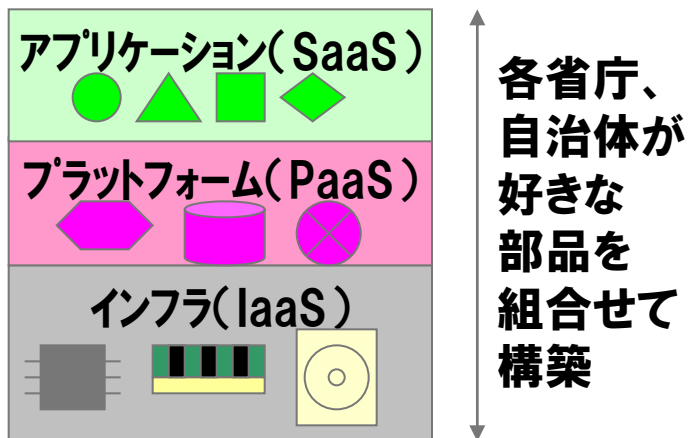 アプリケーション(SaaS)
プラットフォーム(PaaS)
インフラ(IaaS)
各省庁、
自治体が
好きな
部品を
組合せて
構築